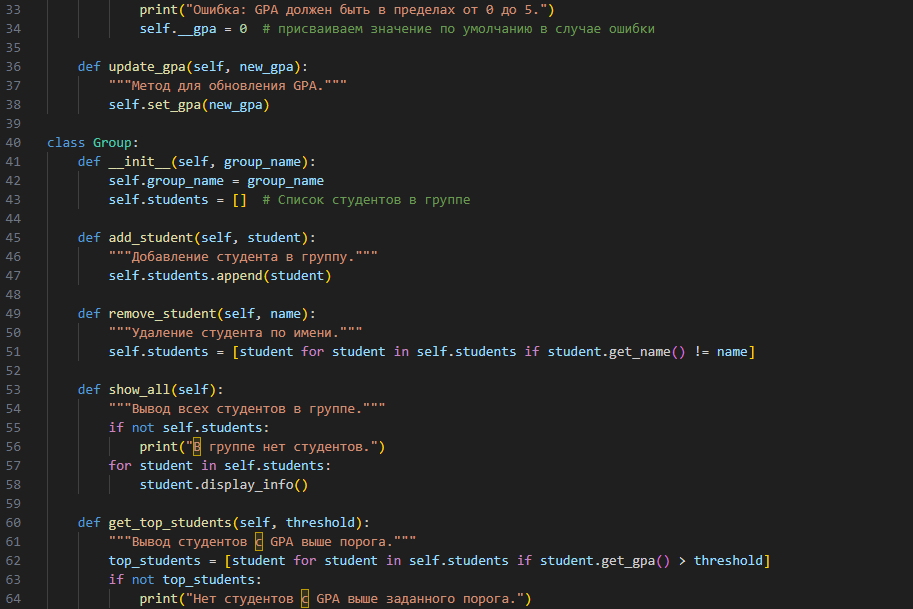 33 print("Ошибка: GPA должен быть в пределах от 0 до 5.")
34 self.__gpa = 0  # присваиваем значение по умолчанию в случае ошибки
35
36 def update_gpa(self, new_gpa):
37 """Метод для обновления GPA."""
38 self.set_gpa(new_gpa)
39
40 class Group:
41 def __init__(self, group_name):
42 self.group_name = group_name
43 self.students = []  # Список студентов в группе
44
45 def add_student(self, student):
46 """Добавление студента в группу."""
47 self.students.append(student)
48
49 def remove_student(self, name):
50 """Удаление студента по имени."""
51 self.students = [student for student in self.students if student.get_name() != name]
52
53 def show_all(self):
54 """Вывод всех студентов в группе."""
55 if not self.students:
56 print("В группе нет студентов.")
57 for student in self.students:
58 student.display_info()
59
60 def get_top_students(self, threshold):
61 """Вывод студентов с GPA выше порога."""
62 top_students = [student for student in self.students if student.get_gpa() > threshold]
63 if not top_students:
64 print("Нет студентов с GPA выше заданного порога.")